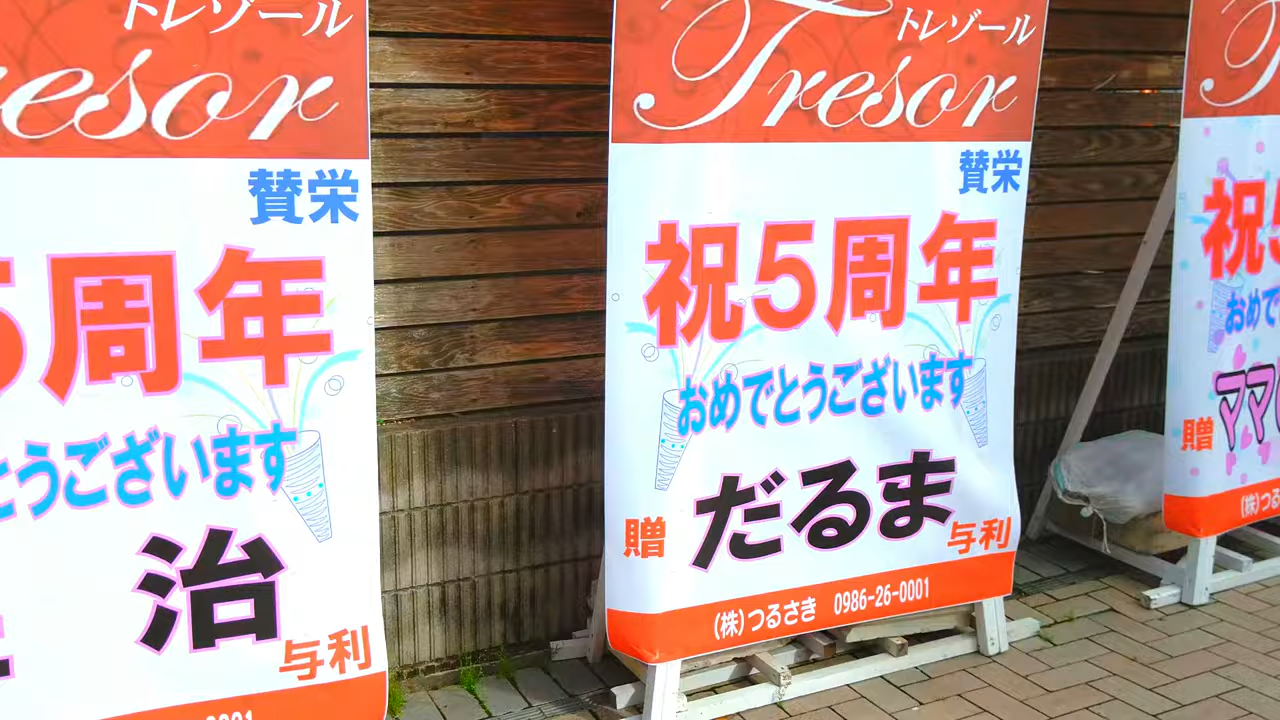 トレゾール
resor
賛栄
5周年
とうございます
治
与利
トレゾール
Tresor
賛栄
祝5周年
おめでとうございます
贈 だるま 与利
(株)つるさき 0986-26-0001
祝5
おめで
ママ
贈
(株)つる